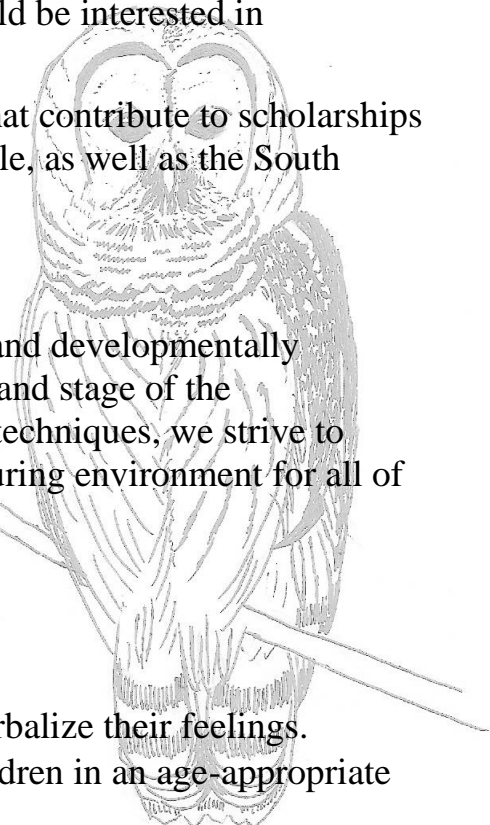 ld be interested in
nat contribute to scholarships
le, as well as the South
and developmentally
and stage of the
techniques, we strive to
uring environment for all of
rbalize their feelings.
dren in an age-appropriate